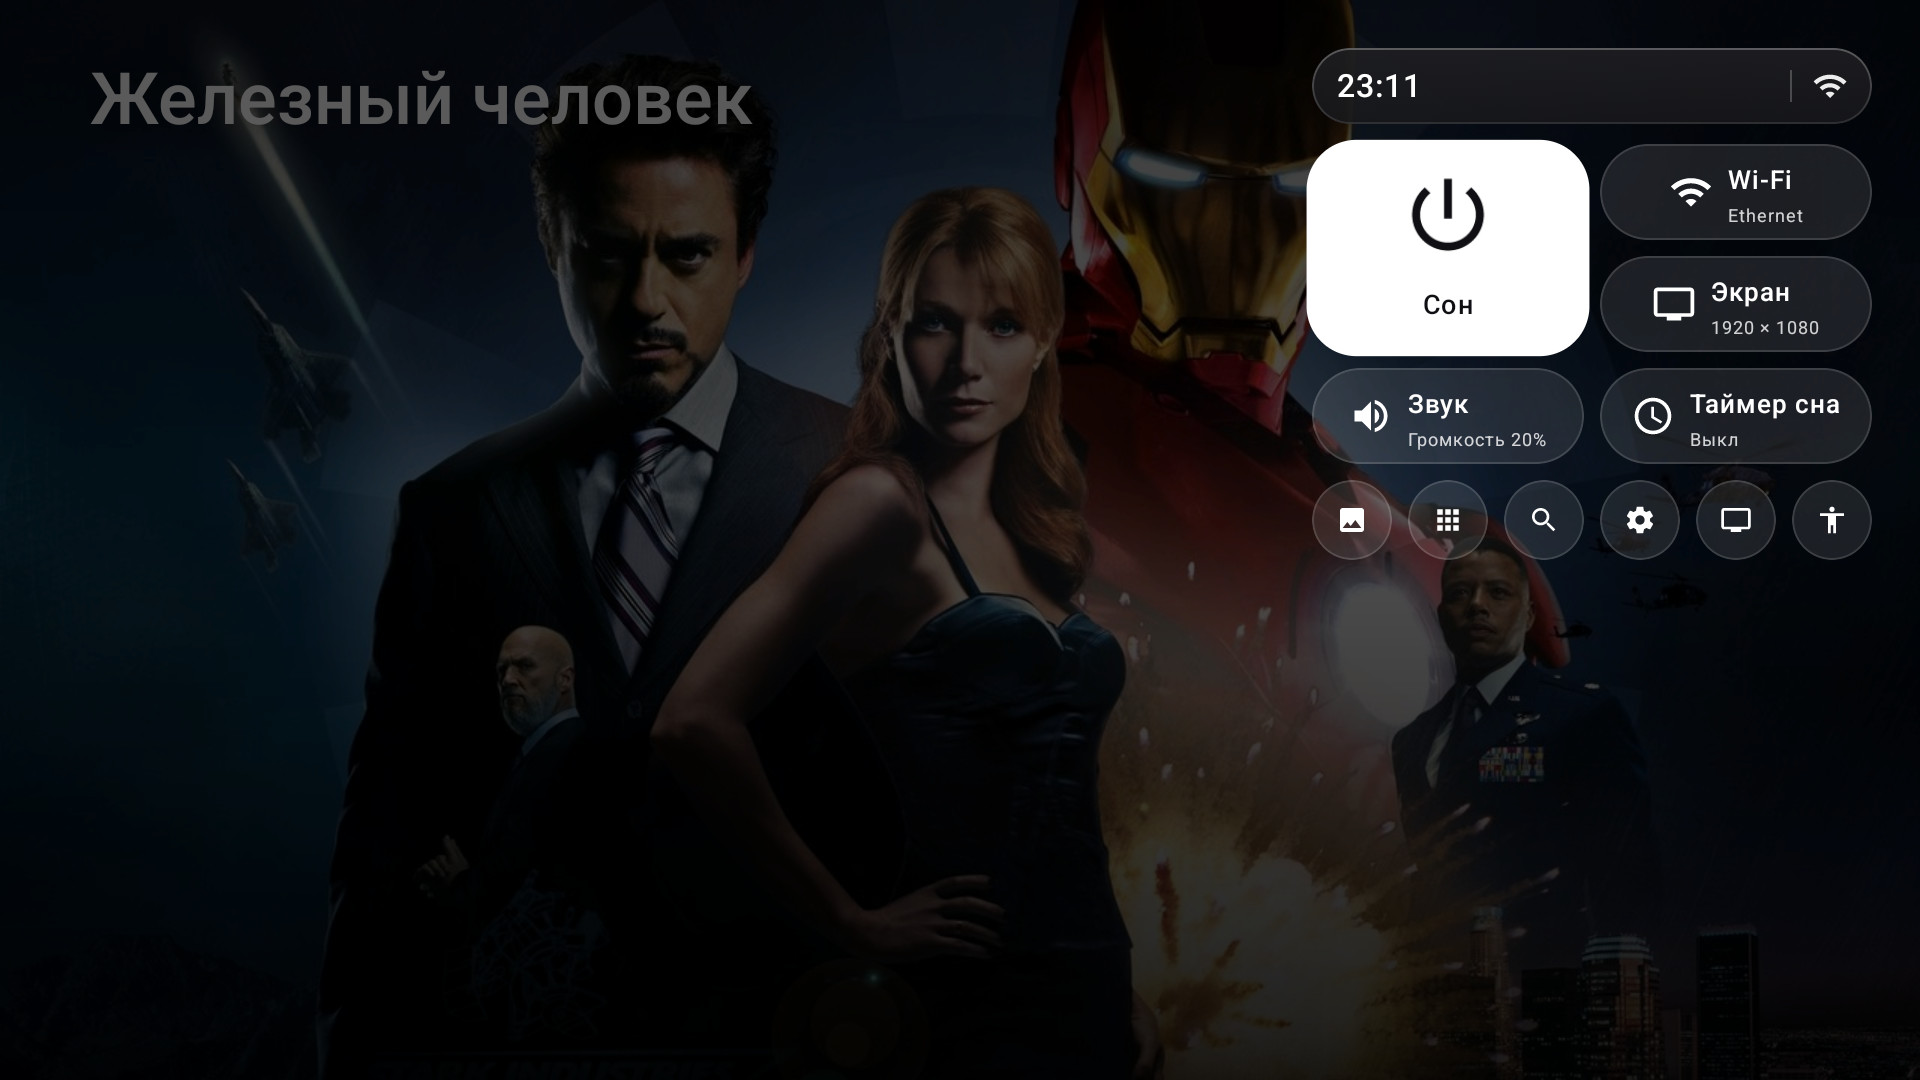 Железный человек
23:11
Сон
Wi-Fi
Ethernet
Экран
1920 × 1080
Звук
Громкость 20%
Таймер сна
Выкл